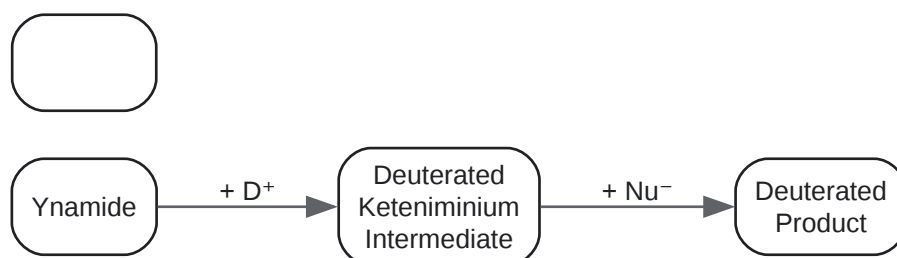 Ynamide
+ D⁺
Deuterated
Keteniminium
Intermediate
+ Nu⁻
Deuterated
Product